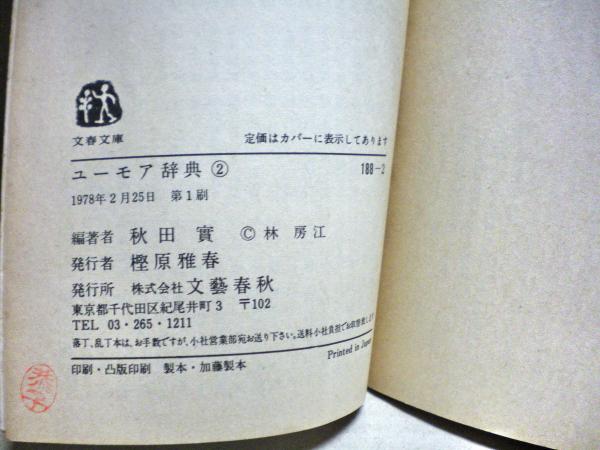 文春文庫
定価はカバーに表示してあります
ユーモア辞典 ②
188-2
1978年2月25日 第1刷
編著者 秋田 實 © 林 房江
発行者 樫原雅春
発行所 株式会社 文藝春秋
東京都千代田区紀尾井町3 〒102
TEL 03・265・1211
落丁、乱丁本は、お手数ですが、小社営業部宛お送り下さい。送料小社負担でお取替致します。
Printed in Japan
印刷・凸版印刷 製本・加藤製本